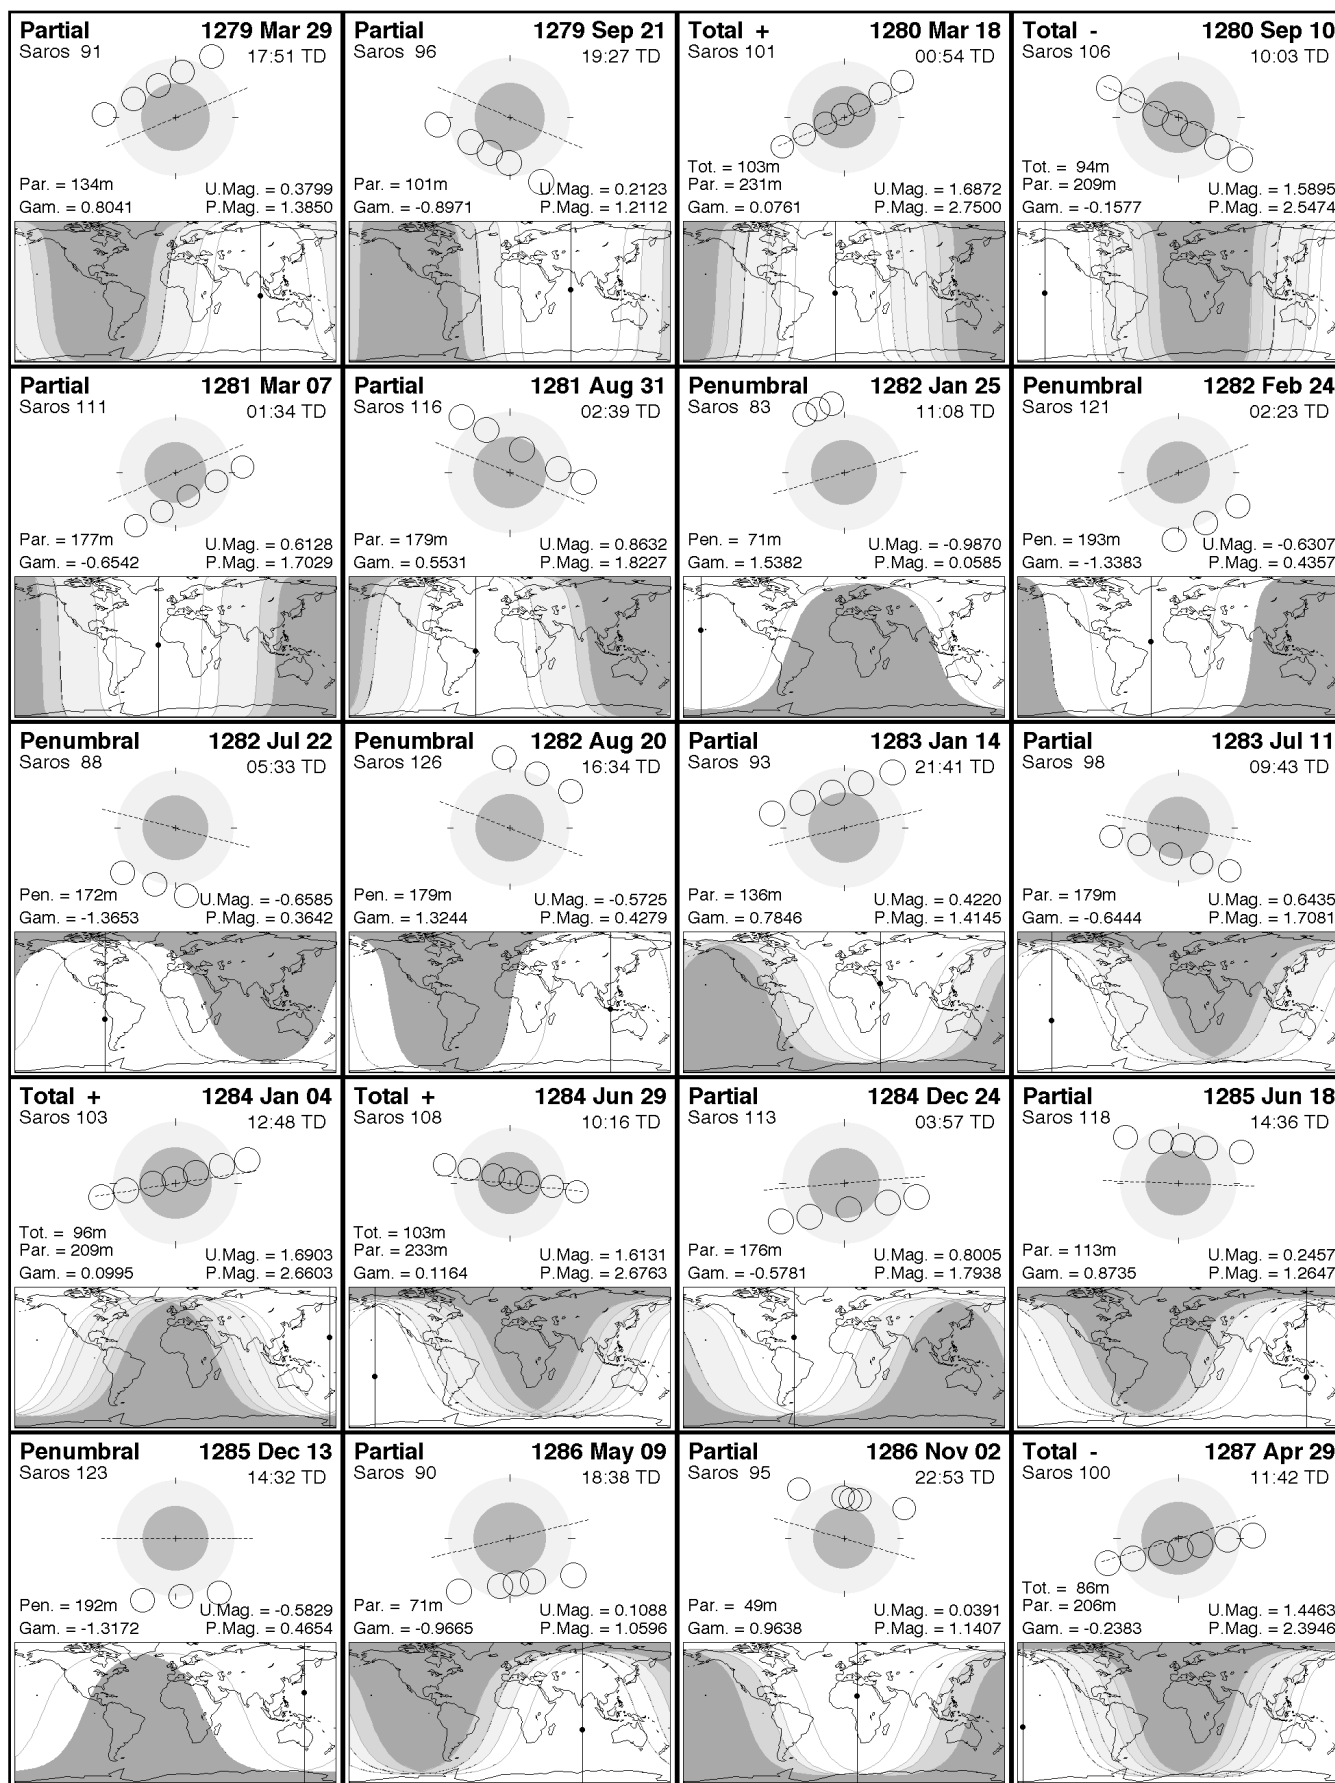 Partial 1279 Mar 29
Saros 91 17:51 TD
Par. = 134m U.Mag. = 0.3799
Gam. = 0.8041 P.Mag. = 1.3850
Partial 1279 Sep 21
Saros 96 19:27 TD
Par. = 101m U.Mag. = 0.2123
Gam. = -0.8971 P.Mag. = 1.2112
Total + 1280 Mar 18
Saros 101 00:54 TD
Tot. = 103m
Par. = 231m U.Mag. = 1.6872
Gam. = 0.0761 P.Mag. = 2.7500
Total - 1280 Sep 10
Saros 106 10:03 TD
Tot. = 94m
Par. = 209m U.Mag. = 1.5895
Gam. = -0.1577 P.Mag. = 2.5474
Partial 1281 Mar 07
Saros 111 01:34 TD
Par. = 177m U.Mag. = 0.6128
Gam. = -0.6542 P.Mag. = 1.7029
Partial 1281 Aug 31
Saros 116 02:39 TD
Par. = 179m U.Mag. = 0.8632
Gam. = 0.5531 P.Mag. = 1.8227
Penumbral 1282 Jan 25
Saros 83 11:08 TD
Pen. = 71m U.Mag. = -0.9870
Gam. = 1.5382 P.Mag. = 0.0585
Penumbral 1282 Feb 24
Saros 121 02:23 TD
Pen. = 193m U.Mag. = -0.6307
Gam. = -1.3383 P.Mag. = 0.4357
Penumbral 1282 Jul 22
Saros 88 05:33 TD
Pen. = 172m U.Mag. = -0.6585
Gam. = -1.3653 P.Mag. = 0.3642
Penumbral 1282 Aug 20
Saros 126 16:34 TD
Pen. = 179m U.Mag. = -0.5725
Gam. = 1.3244 P.Mag. = 0.4279
Partial 1283 Jan 14
Saros 93 21:41 TD
Par. = 136m U.Mag. = 0.4220
Gam. = 0.7846 P.Mag. = 1.4145
Partial 1283 Jul 11
Saros 98 09:43 TD
Par. = 179m U.Mag. = 0.6435
Gam. = -0.6444 P.Mag. = 1.7081
Total + 1284 Jan 04
Saros 103 12:48 TD
Tot. = 96m
Par. = 209m U.Mag. = 1.6903
Gam. = 0.0995 P.Mag. = 2.6603
Total + 1284 Jun 29
Saros 108 10:16 TD
Tot. = 103m
Par. = 233m U.Mag. = 1.6131
Gam. = 0.1164 P.Mag. = 2.6763
Partial 1284 Dec 24
Saros 113 03:57 TD
Par. = 176m U.Mag. = 0.8005
Gam. = -0.5781 P.Mag. = 1.7938
Partial 1285 Jun 18
Saros 118 14:36 TD
Par. = 113m U.Mag. = 0.2457
Gam. = 0.8735 P.Mag. = 1.2647
Penumbral 1285 Dec 13
Saros 123 14:32 TD
Pen. = 192m U.Mag. = -0.5829
Gam. = -1.3172 P.Mag. = 0.4654
Partial 1286 May 09
Saros 90 18:38 TD
Par. = 71m U.Mag. = 0.1088
Gam. = -0.9665 P.Mag. = 1.0596
Partial 1286 Nov 02
Saros 95 22:53 TD
Par. = 49m U.Mag. = 0.0391
Gam. = 0.9638 P.Mag. = 1.1407
Total - 1287 Apr 29
Saros 100 11:42 TD
Tot. = 86m
Par. = 206m U.Mag. = 1.4463
Gam. = -0.2383 P.Mag. = 2.3946